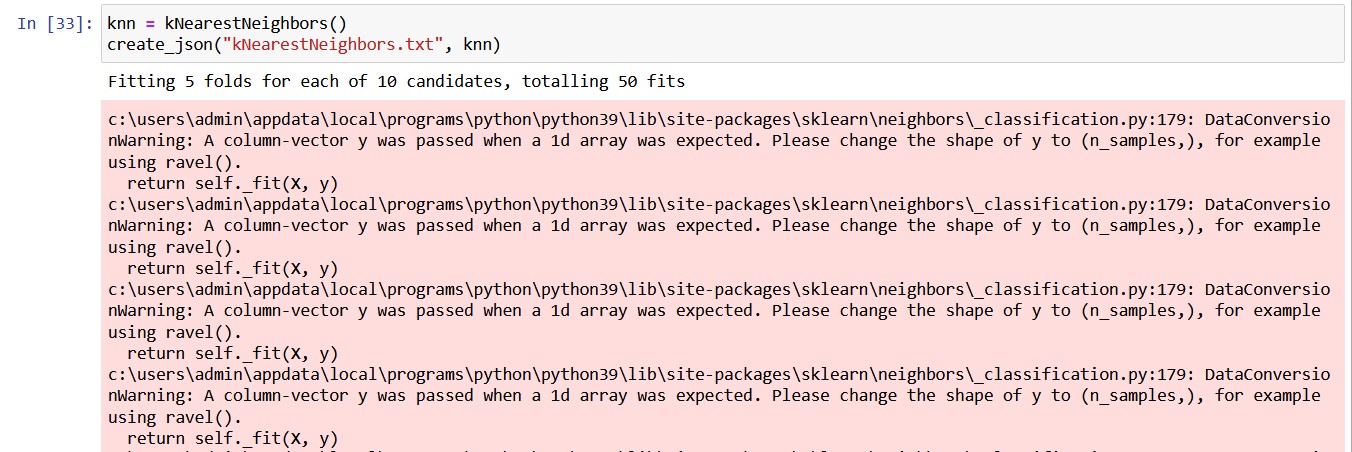 In [33]: knn = kNearestNeighbors()
create_json("kNearestNeighbors.txt", knn)
Fitting 5 folds for each of 10 candidates, totalling 50 fits
c:\users\admin\appdata\local\programs\python\python39\lib\site-packages\sklearn\neighbors\_classification.py:179: DataConversio
nWarning: A column-vector y was passed when a 1d array was expected. Please change the shape of y to (n_samples,), for example
using ravel().
  return self._fit(X, y)
c:\users\admin\appdata\local\programs\python\python39\lib\site-packages\sklearn\neighbors\_classification.py:179: DataConversio
nWarning: A column-vector y was passed when a 1d array was expected. Please change the shape of y to (n_samples,), for example
using ravel().
  return self._fit(X, y)
c:\users\admin\appdata\local\programs\python\python39\lib\site-packages\sklearn\neighbors\_classification.py:179: DataConversio
nWarning: A column-vector y was passed when a 1d array was expected. Please change the shape of y to (n_samples,), for example
using ravel().
  return self._fit(X, y)
c:\users\admin\appdata\local\programs\python\python39\lib\site-packages\sklearn\neighbors\_classification.py:179: DataConversio
nWarning: A column-vector y was passed when a 1d array was expected. Please change the shape of y to (n_samples,), for example
using ravel().
  return self._fit(X, y)